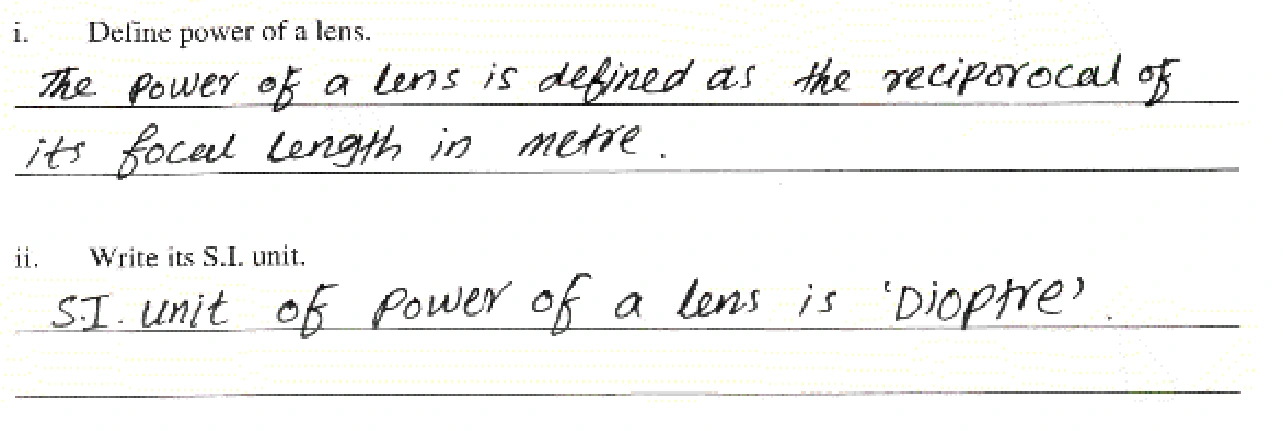 i. Define power of a lens.
The power of a lens is defined as the reciporocal of
its focal length in metre.
ii. Write its S.I. unit.
S.I. unit of power of a lens is 'Dioptre'.